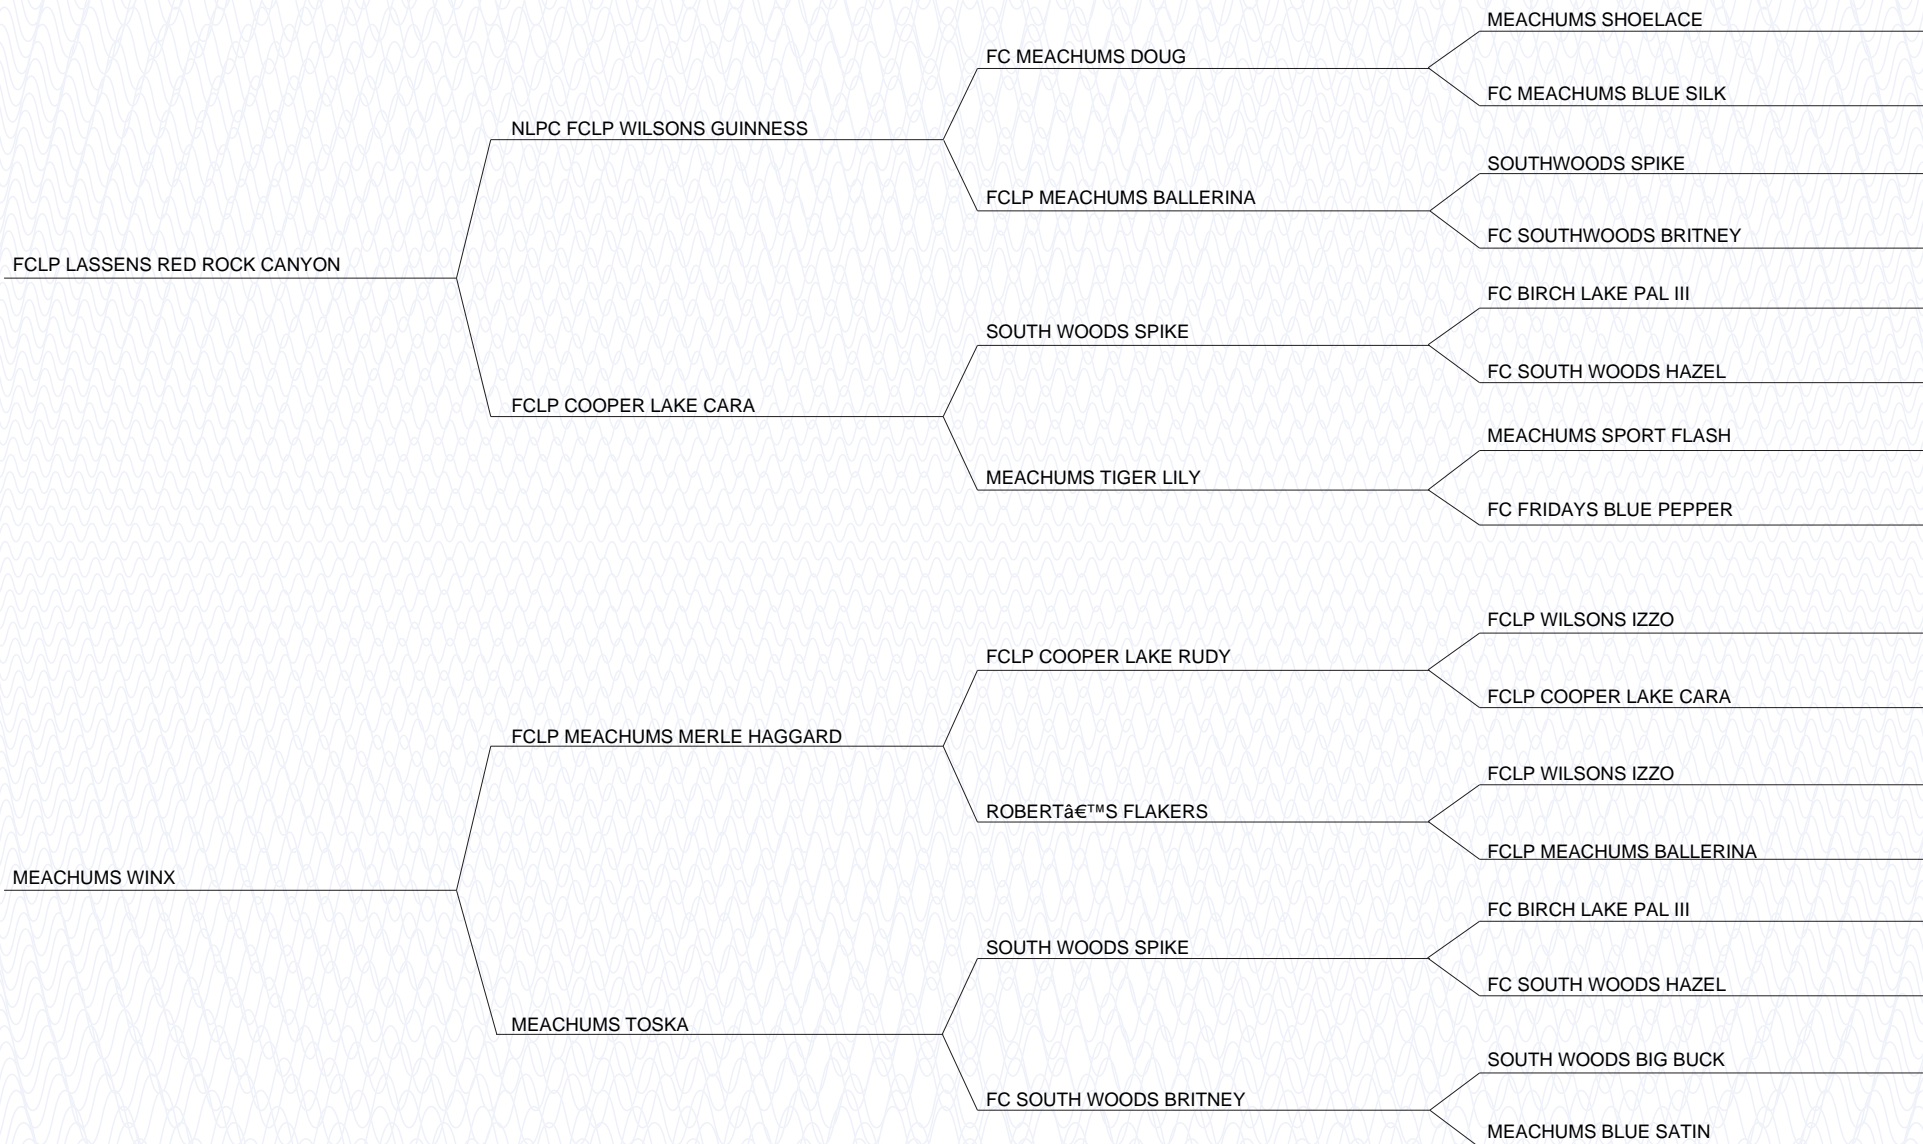 MEACHUMS SHOELACE
FC MEACHUMS DOUG
FC MEACHUMS BLUE SILK
NLPC FCLP WILSONS GUINNESS
SOUTHWOODS SPIKE
FCLP MEACHUMS BALLERINA
FC SOUTHWOODS BRITNEY
FCLP LASSENS RED ROCK CANYON
FC BIRCH LAKE PAL III
SOUTH WOODS SPIKE
FC SOUTH WOODS HAZEL
FCLP COOPER LAKE CARA
MEACHUMS SPORT FLASH
MEACHUMS TIGER LILY
FC FRIDAYS BLUE PEPPER
FCLP WILSONS IZZO
FCLP COOPER LAKE RUDY
FCLP COOPER LAKE CARA
FCLP MEACHUMS MERLE HAGGARD
FCLP WILSONS IZZO
ROBERTâ€™S FLAKERS
FCLP MEACHUMS BALLERINA
MEACHUMS WINX
FC BIRCH LAKE PAL III
SOUTH WOODS SPIKE
FC SOUTH WOODS HAZEL
MEACHUMS TOSKA
SOUTH WOODS BIG BUCK
FC SOUTH WOODS BRITNEY
MEACHUMS BLUE SATIN